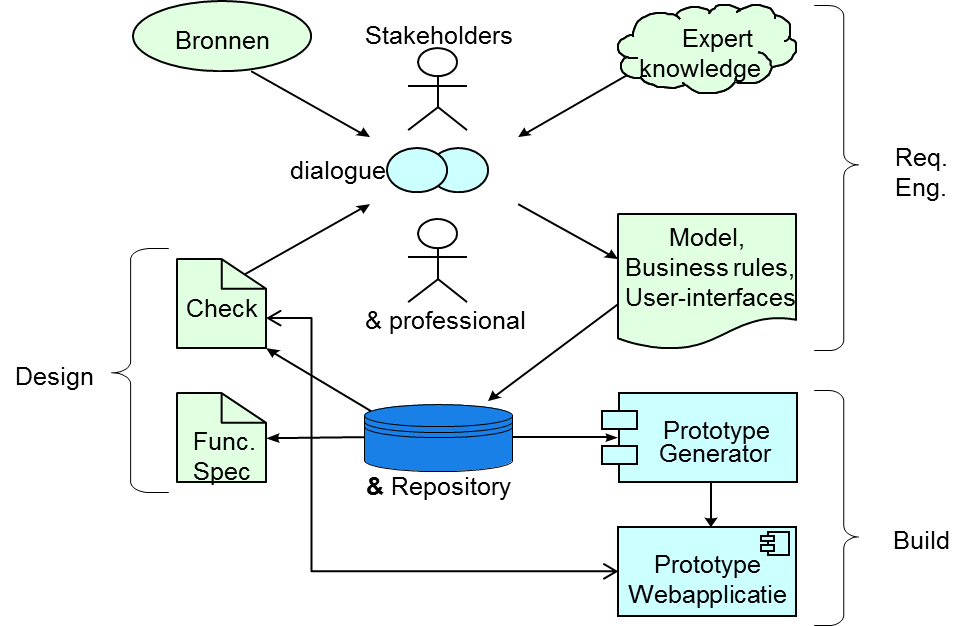 Bronnen
Stakeholders
Expert
knowledge
dialogue
Req.
Eng.
Model,
Business rules,
User-interfaces
Check
& professional
Design
Func.
Spec
& Repository
Prototype
Generator
Prototype
Webapplicatie
Build